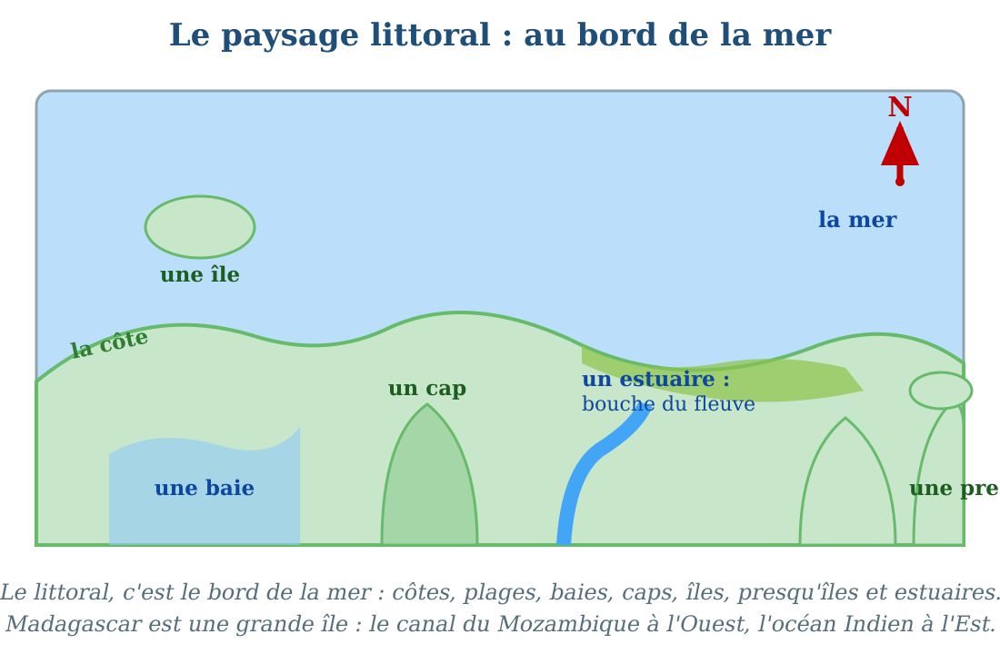 Le paysage littoral : au bord de la mer
N
la mer
une île
la côte
un estuaire :
bouche du fleuve
un cap
une baie
une pre
Le littoral, c'est le bord de la mer : côtes, plages, baies, caps, îles, presqu'îles et estuaires.
Madagascar est une grande île : le canal du Mozambique à l'Ouest, l'océan Indien à l'Est.